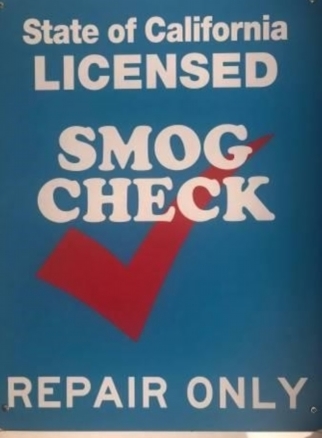 State of California
LICENSED
SMOG
CHECK
REPAIR ONLY